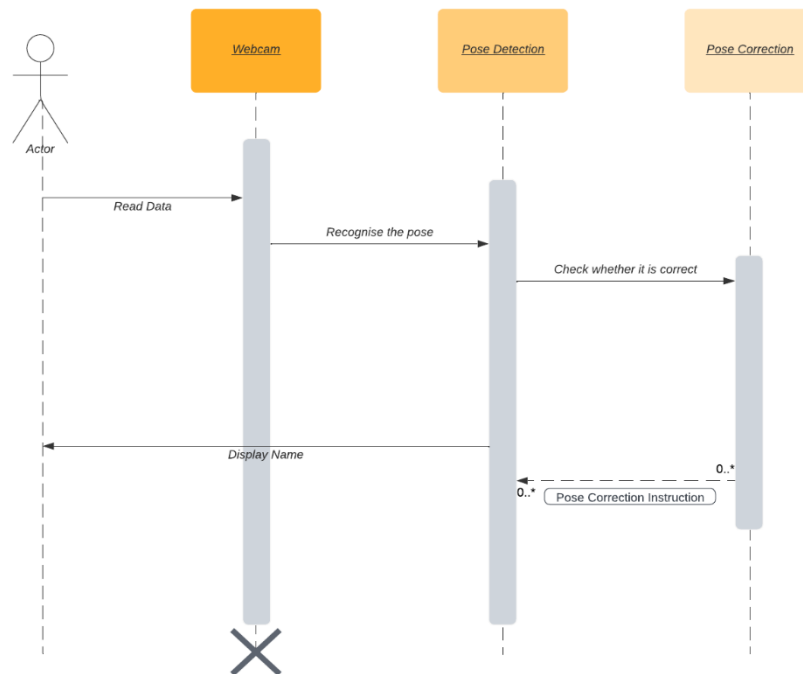 Webcam
Pose Detection
Pose Correction
Actor
Read Data
Recognise the pose
Check whether it is correct
Display Name
0..*
0..*
Pose Correction Instruction